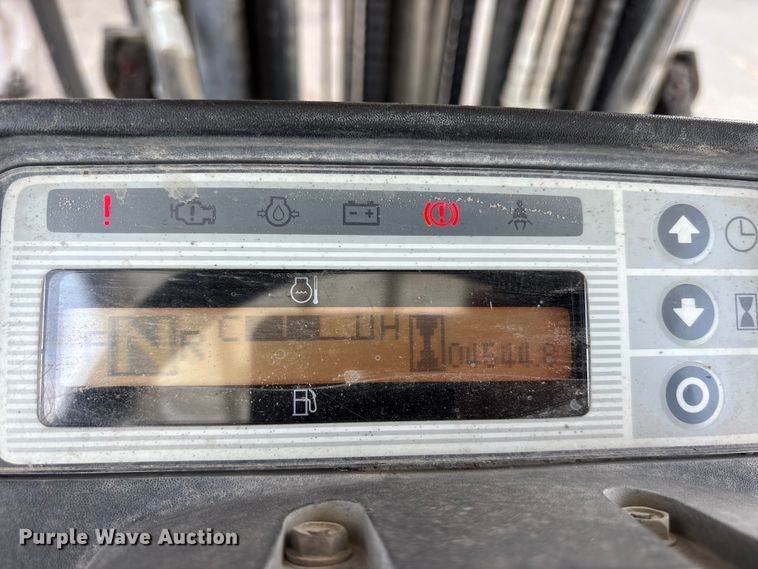 N R C H 04544.8
Purple Wave Auction